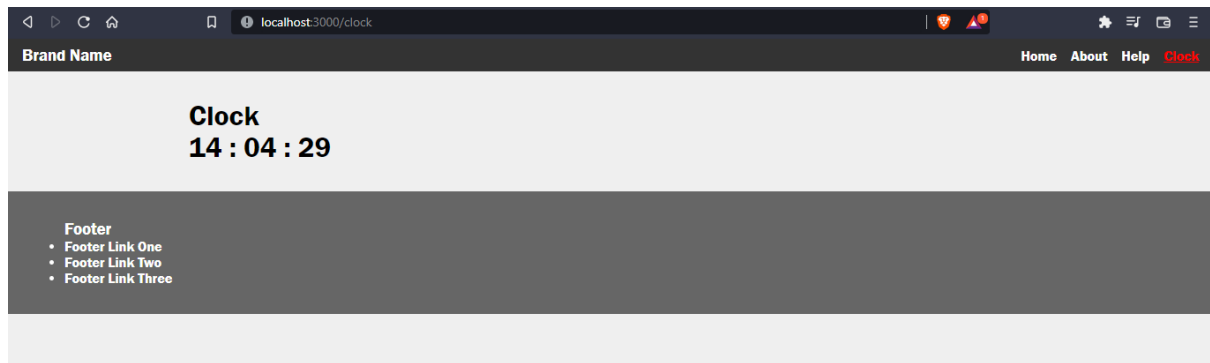 localhost:3000/clock
1
Brand Name
Home About Help Clock
Clock
14 : 04 : 29
Footer
• Footer Link One
• Footer Link Two
• Footer Link Three